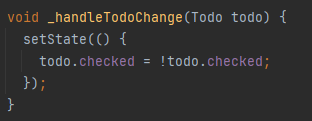 void _handleTodoChange(Todo todo) {
  setState(() {
    todo.checked = !todo.checked;
  });
}